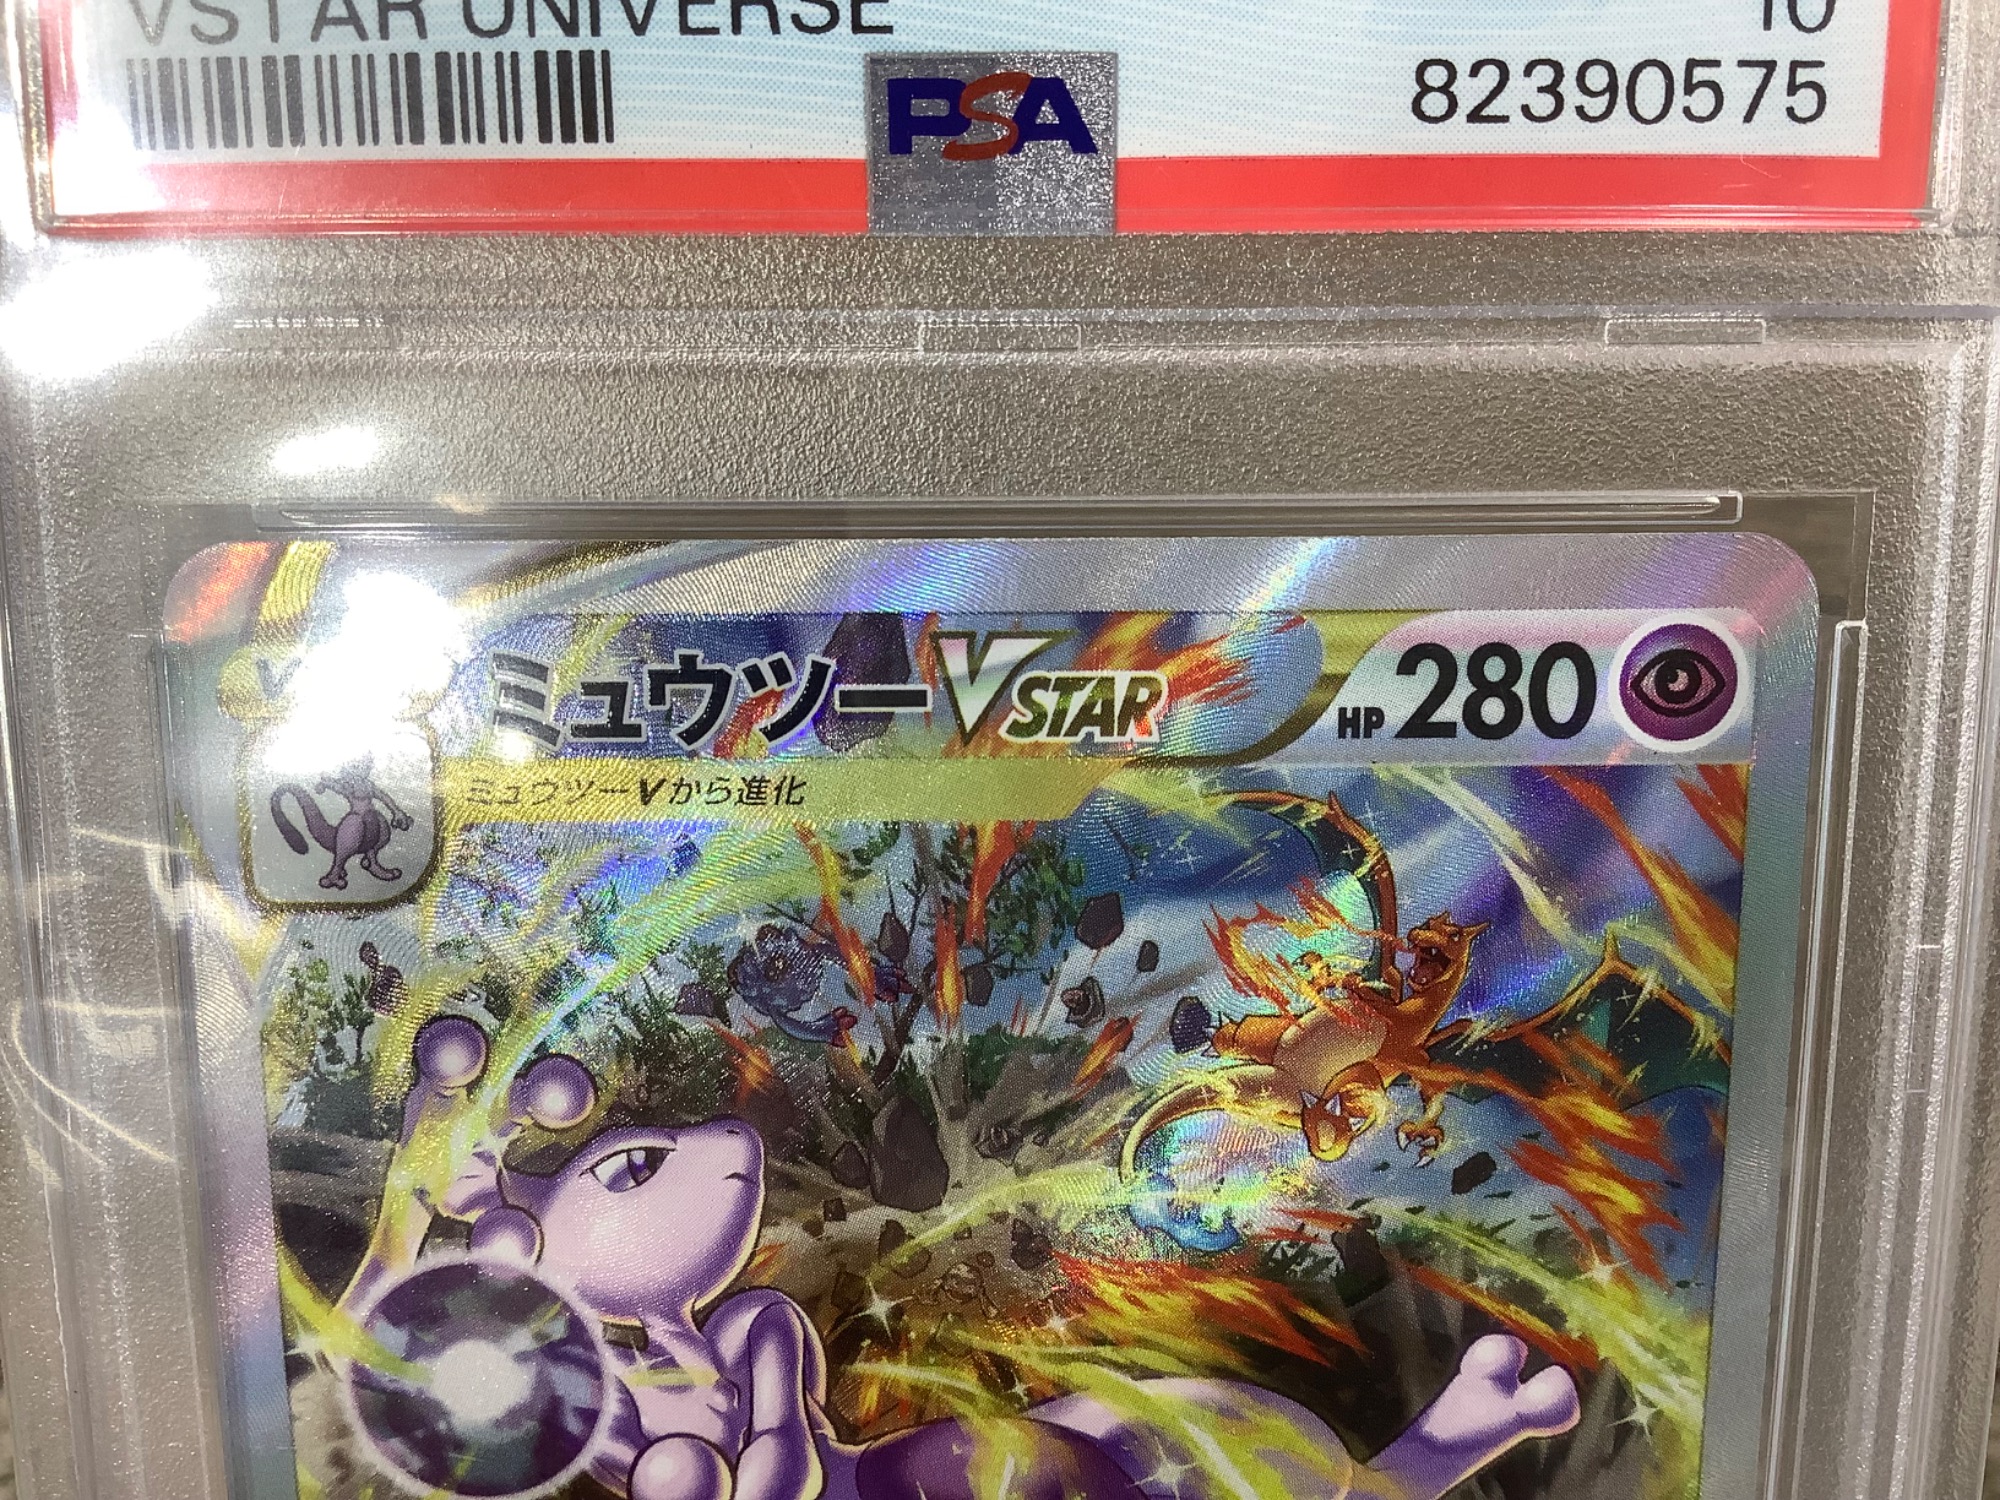 VSTAR UNIVERSE
10
PSA
82390575
ミュウツーVSTAR
HP 280
ミュウツーVから進化